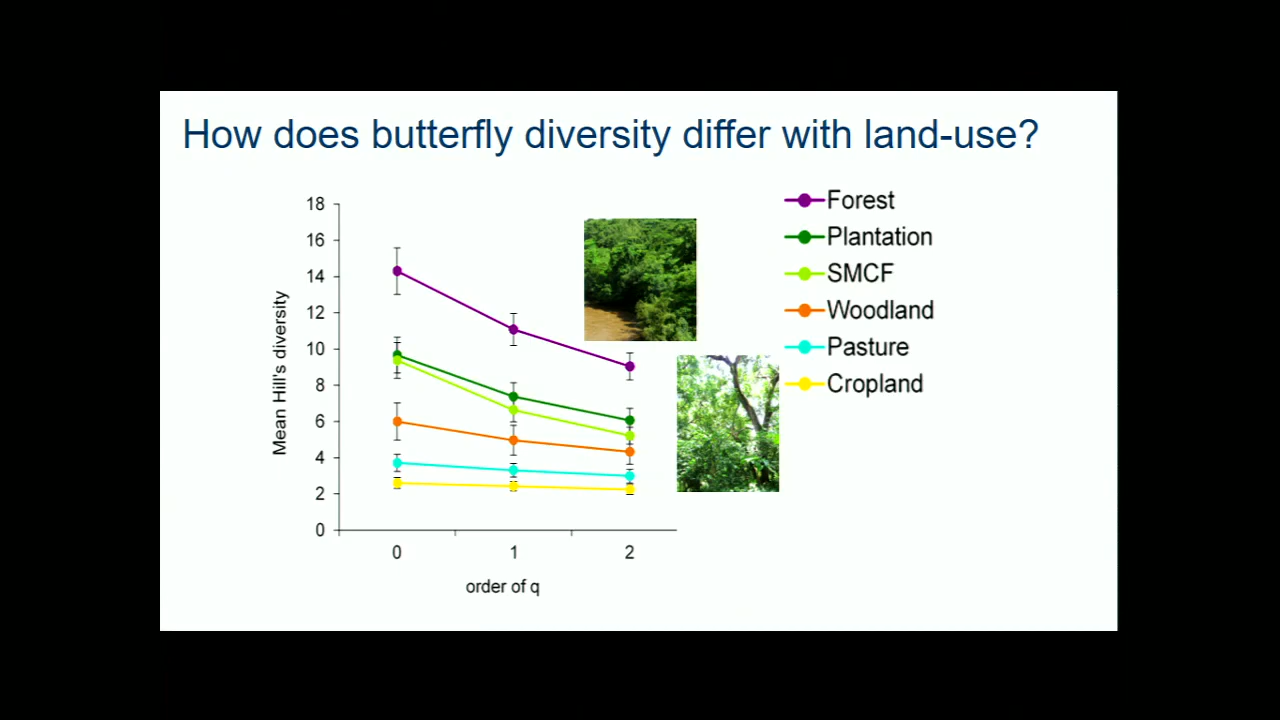 How does butterfly diversity differ with land-use?
18
16
14
12
10
8
6
4
2
0
Mean Hill's diversity
0 1 2
order of q
Forest
Plantation
SMCF
Woodland
Pasture
Cropland